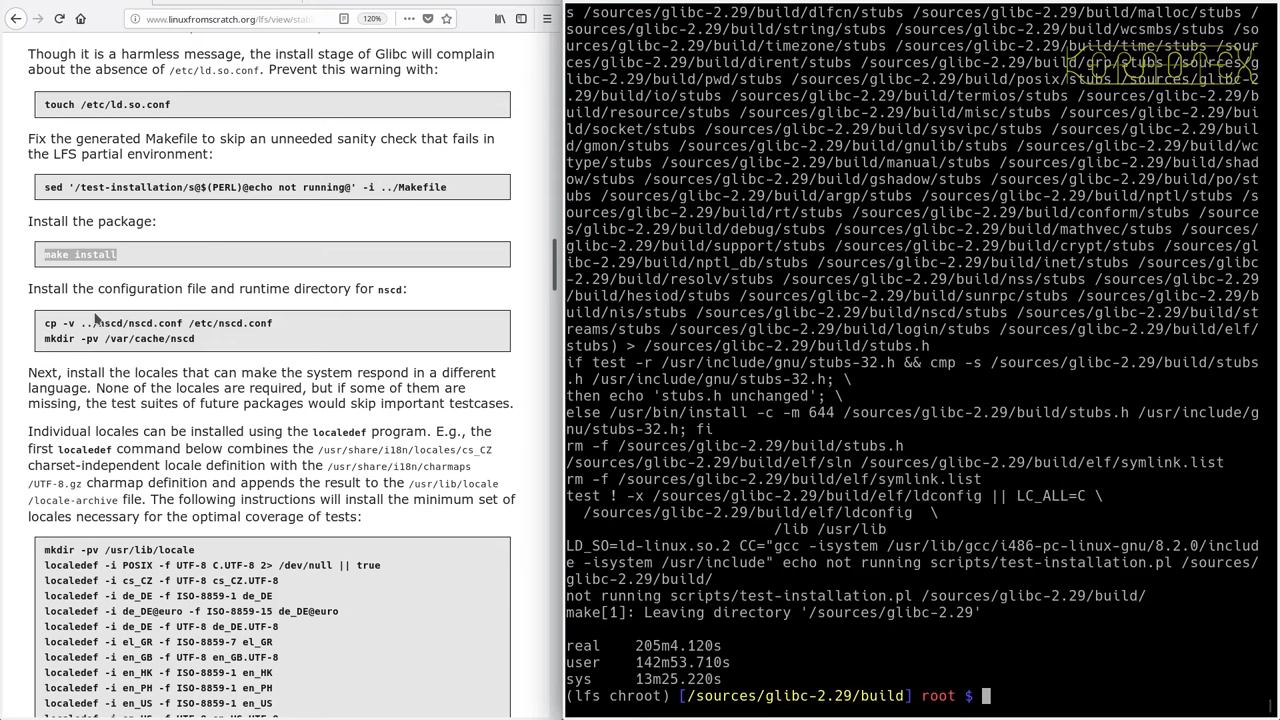 www.linuxfromscratch.org/lfs/view/stabl
120%
Though it is a harmless message, the install stage of Glibc will complain
about the absence of /etc/ld.so.conf. Prevent this warning with:
touch /etc/ld.so.conf
Fix the generated Makefile to skip an unneeded sanity check that fails in
the LFS partial environment:
sed '/test-installation/s@$(PERL)@echo not running@' -i ../Makefile
Install the package:
make install
Install the configuration file and runtime directory for nscd:
cp -v ../nscd/nscd.conf /etc/nscd.conf
mkdir -pv /var/cache/nscd
Next, install the locales that can make the system respond in a different
language. None of the locales are required, but if some of them are
missing, the test suites of future packages would skip important testcases.
Individual locales can be installed using the localedef program. E.g., the
first localedef command below combines the /usr/share/i18n/locales/cs_CZ
charset-independent locale definition with the /usr/share/i18n/charmaps
/UTF-8.gz charmap definition and appends the result to the /usr/lib/locale
/locale-archive file. The following instructions will install the minimum set of
locales necessary for the optimal coverage of tests:
mkdir -pv /usr/lib/locale
localedef -i POSIX -f UTF-8 C.UTF-8 2> /dev/null || true
localedef -i cs_CZ -f UTF-8 cs_CZ.UTF-8
localedef -i de_DE -f ISO-8859-1 de_DE
localedef -i de_DE@euro -f ISO-8859-15 de_DE@euro
localedef -i de_DE -f UTF-8 de_DE.UTF-8
localedef -i el_GR -f ISO-8859-7 el_GR
localedef -i en_GB -f UTF-8 en_GB.UTF-8
localedef -i en_HK -f ISO-8859-1 en_HK
localedef -i en_PH -f ISO-8859-1 en_PH
localedef -i en_US -f ISO-8859-1 en_US
s /sources/glibc-2.29/build/dlfcn/stubs /sources/glibc-2.29/build/malloc/stubs /
sources/glibc-2.29/build/string/stubs /sources/glibc-2.29/build/wcsmbs/stubs /so
urces/glibc-2.29/build/timezone/stubs /sources/glibc-2.29/build/time/stubs /sour
ces/glibc-2.29/build/dirent/stubs /sources/glibc-2.29/build/grp/stubs /sources/g
libc-2.29/build/pwd/stubs /sources/glibc-2.29/build/posix/stubs /sources/glibc-2
.29/build/io/stubs /sources/glibc-2.29/build/termios/stubs /sources/glibc-2.29/b
uild/resource/stubs /sources/glibc-2.29/build/misc/stubs /sources/glibc-2.29/bui
ld/socket/stubs /sources/glibc-2.29/build/sysvipc/stubs /sources/glibc-2.29/buil
d/gmon/stubs /sources/glibc-2.29/build/gnulib/stubs /sources/glibc-2.29/build/wc
type/stubs /sources/glibc-2.29/build/manual/stubs /sources/glibc-2.29/build/shad
ow/stubs /sources/glibc-2.29/build/gshadow/stubs /sources/glibc-2.29/build/po/st
ubs /sources/glibc-2.29/build/argp/stubs /sources/glibc-2.29/build/nptl/stubs /s
ources/glibc-2.29/build/rt/stubs /sources/glibc-2.29/build/conform/stubs /source
s/glibc-2.29/build/debug/stubs /sources/glibc-2.29/build/mathvec/stubs /sources/
glibc-2.29/build/support/stubs /sources/glibc-2.29/build/crypt/stubs /sources/gl
ibc-2.29/build/nptl_db/stubs /sources/glibc-2.29/build/inet/stubs /sources/glibc
-2.29/build/resolv/stubs /sources/glibc-2.29/build/nss/stubs /sources/glibc-2.29
/build/hesiod/stubs /sources/glibc-2.29/build/sunrpc/stubs /sources/glibc-2.29/b
uild/nis/stubs /sources/glibc-2.29/build/nscd/stubs /sources/glibc-2.29/build/st
reams/stubs /sources/glibc-2.29/build/login/stubs /sources/glibc-2.29/build/elf/
stubs) > /sources/glibc-2.29/build/stubs.h
if test -r /usr/include/gnu/stubs-32.h && cmp -s /sources/glibc-2.29/build/stubs
.h /usr/include/gnu/stubs-32.h; \
then echo 'stubs.h unchanged'; \
else /usr/bin/install -c -m 644 /sources/glibc-2.29/build/stubs.h /usr/include/g
nu/stubs-32.h; fi
rm -f /sources/glibc-2.29/build/stubs.h
/sources/glibc-2.29/build/elf/sln /sources/glibc-2.29/build/elf/symlink.list
rm -f /sources/glibc-2.29/build/elf/symlink.list
test ! -x /sources/glibc-2.29/build/elf/ldconfig || LC_ALL=C \
/sources/glibc-2.29/build/elf/ldconfig \
/lib /usr/lib
LD_SO=ld-linux.so.2 CC="gcc -isystem /usr/lib/gcc/i486-pc-linux-gnu/8.2.0/includ
e -isystem /usr/include" echo not running scripts/test-installation.pl /sources/
glibc-2.29/build/
not running scripts/test-installation.pl /sources/glibc-2.29/build/
make[1]: Leaving directory '/sources/glibc-2.29'
real 205m4.120s
user 142m53.710s
sys 13m25.220s
(lfs chroot) [/sources/glibc-2.29/build] root $